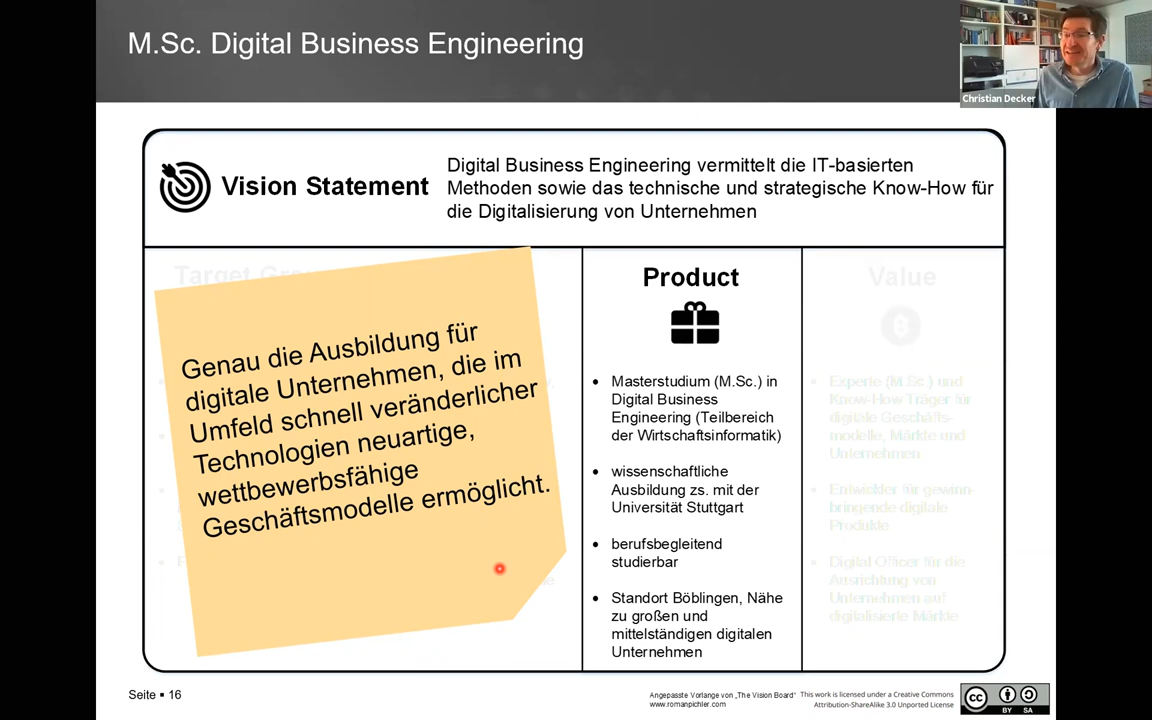 M.Sc. Digital Business Engineering
Christian Decker
Vision Statement
Digital Business Engineering vermittelt die IT-basierten
Methoden sowie das technische und strategische Know-How für
die Digitalisierung von Unternehmen
Target
Genau die Ausbildung für
digitale Unternehmen, die im
Umfeld schnell veränderlicher
Technologien neuartige,
wettbewerbsfähige
Geschäftsmodelle ermöglicht.
Product
• Masterstudium (M.Sc.) in
Digital Business
Engineering (Teilbereich
der Wirtschaftsinformatik)
• wissenschaftliche
Ausbildung zs. mit der
Universität Stuttgart
• berufsbegleitend
studierbar
• Standort Böblingen, Nähe
zu großen und
mittelständigen digitalen
Unternehmen
Value
• Experte (M.Sc.) und
Know-How Träger für
digitale Geschäfts-
modelle, Märkte und
Unternehmen
• Entwickler für gewinn-
bringende digitale
Produkte
• Digital Officer für die
Ausrichtung von
Unternehmen auf
digitalisierte Märkte
Seite ▪ 16
Angepasste Vorlange von „The Vision Board“
www.romanpichler.com
This work is licensed under a Creative Commons
Attribution-ShareAlike 3.0 Unported License
CC BY SA